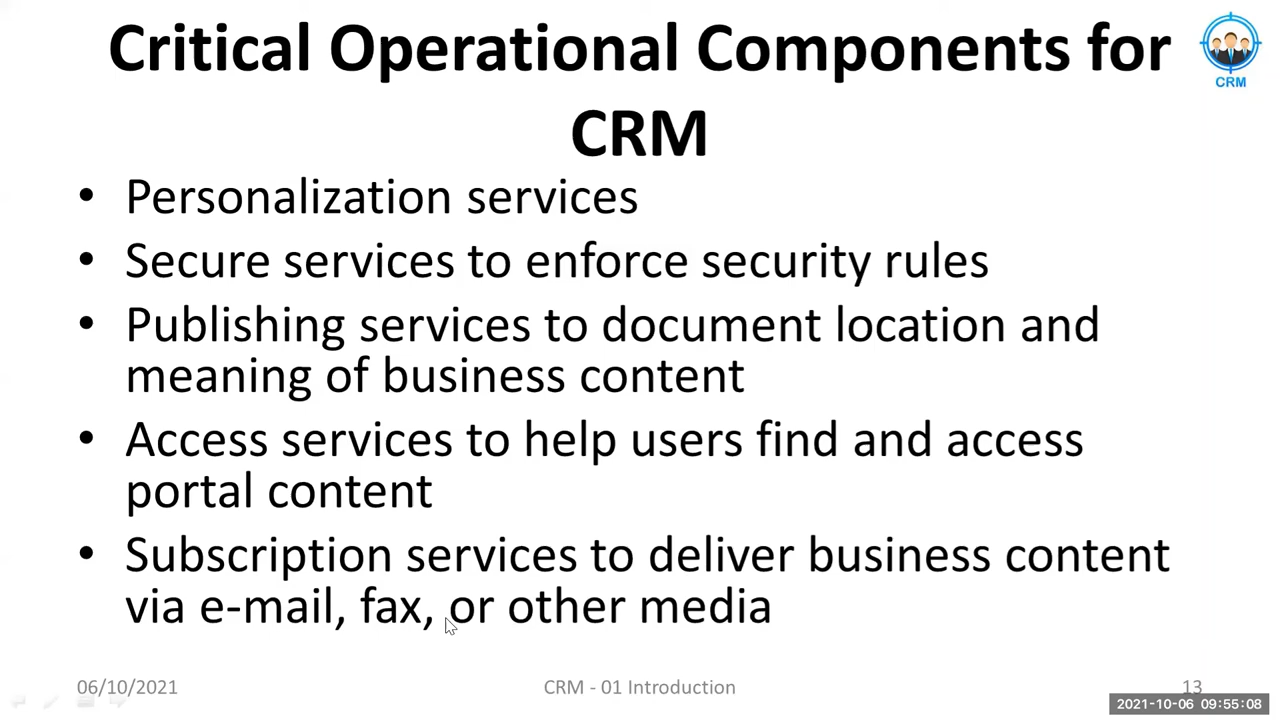 Critical Operational Components for
CRM
CRM
• Personalization services
• Secure services to enforce security rules
• Publishing services to document location and
meaning of business content
• Access services to help users find and access
portal content
• Subscription services to deliver business content
via e-mail, fax, or other media
06/10/2021
CRM - 01 Introduction
13
2021-10-06 09:55:08